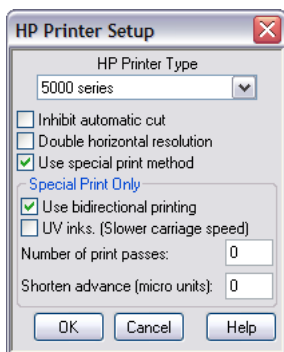 HP Printer Setup
HP Printer Type
5000 series
Inhibit automatic cut
Double horizontal resolution
Use special print method
Special Print Only
Use bidirectional printing
UV inks. (Slower carriage speed)
Number of print passes: 0
Shorten advance (micro units): 0
OK Cancel Help